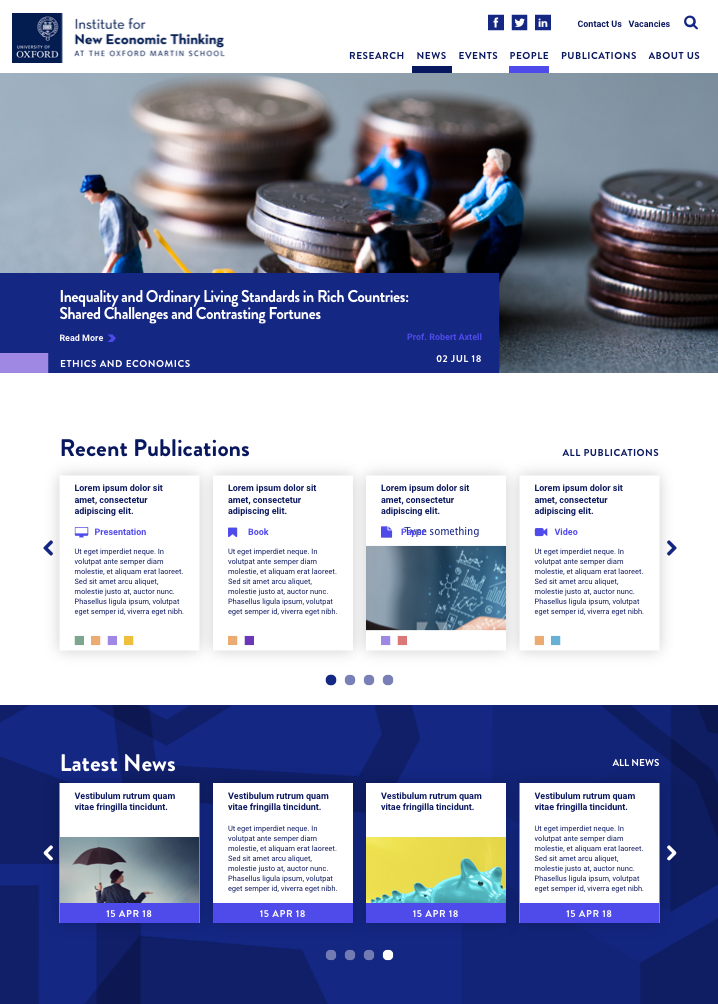 UNIVERSITY OF
OXFORD
Institute for
New Economic Thinking
AT THE OXFORD MARTIN SCHOOL
Contact Us Vacancies
RESEARCH NEWS EVENTS PEOPLE PUBLICATIONS ABOUT US
Inequality and Ordinary Living Standards in Rich Countries:
Shared Challenges and Contrasting Fortunes
Read More
Prof. Robert Axtell
ETHICS AND ECONOMICS
02 JUL 18
Recent Publications
ALL PUBLICATIONS
Lorem ipsum dolor sit
amet, consectetur
adipiscing elit.
Presentation
Ut eget imperdiet neque. In
volutpat ante semper diam
molestie, et aliquam erat laoreet.
Sed sit amet arcu aliquet,
molestie justo at, auctor nunc.
Phasellus ligula ipsum, volutpat
eget semper id, viverra eget nibh.
Lorem ipsum dolor sit
amet, consectetur
adipiscing elit.
Book
Ut eget imperdiet neque. In
volutpat ante semper diam
molestie, et aliquam erat laoreet.
Sed sit amet arcu aliquet,
molestie justo at, auctor nunc.
Phasellus ligula ipsum, volutpat
eget semper id, viverra eget nibh.
Lorem ipsum dolor sit
amet, consectetur
adipiscing elit.
Type something
Lorem ipsum dolor sit
amet, consectetur
adipiscing elit.
Video
Ut eget imperdiet neque. In
volutpat ante semper diam
molestie, et aliquam erat laoreet.
Sed sit amet arcu aliquet,
molestie justo at, auctor nunc.
Phasellus ligula ipsum, volutpat
eget semper id, viverra eget nibh.
Latest News
ALL NEWS
Vestibulum rutrum quam
vitae fringilla tincidunt.
15 APR 18
Vestibulum rutrum quam
vitae fringilla tincidunt.
Ut eget imperdiet neque. In
volutpat ante semper diam
molestie, et aliquam erat laoreet.
Sed sit amet arcu aliquet,
molestie justo at, auctor nunc.
Phasellus ligula ipsum, volutpat
eget semper id, viverra eget nibh.
15 APR 18
Vestibulum rutrum quam
vitae fringilla tincidunt.
15 APR 18
Vestibulum rutrum quam
vitae fringilla tincidunt.
Ut eget imperdiet neque. In
volutpat ante semper diam
molestie, et aliquam erat laoreet.
Sed sit amet arcu aliquet,
molestie justo at, auctor nunc.
Phasellus ligula ipsum, volutpat
eget semper id, viverra eget nibh.
15 APR 18